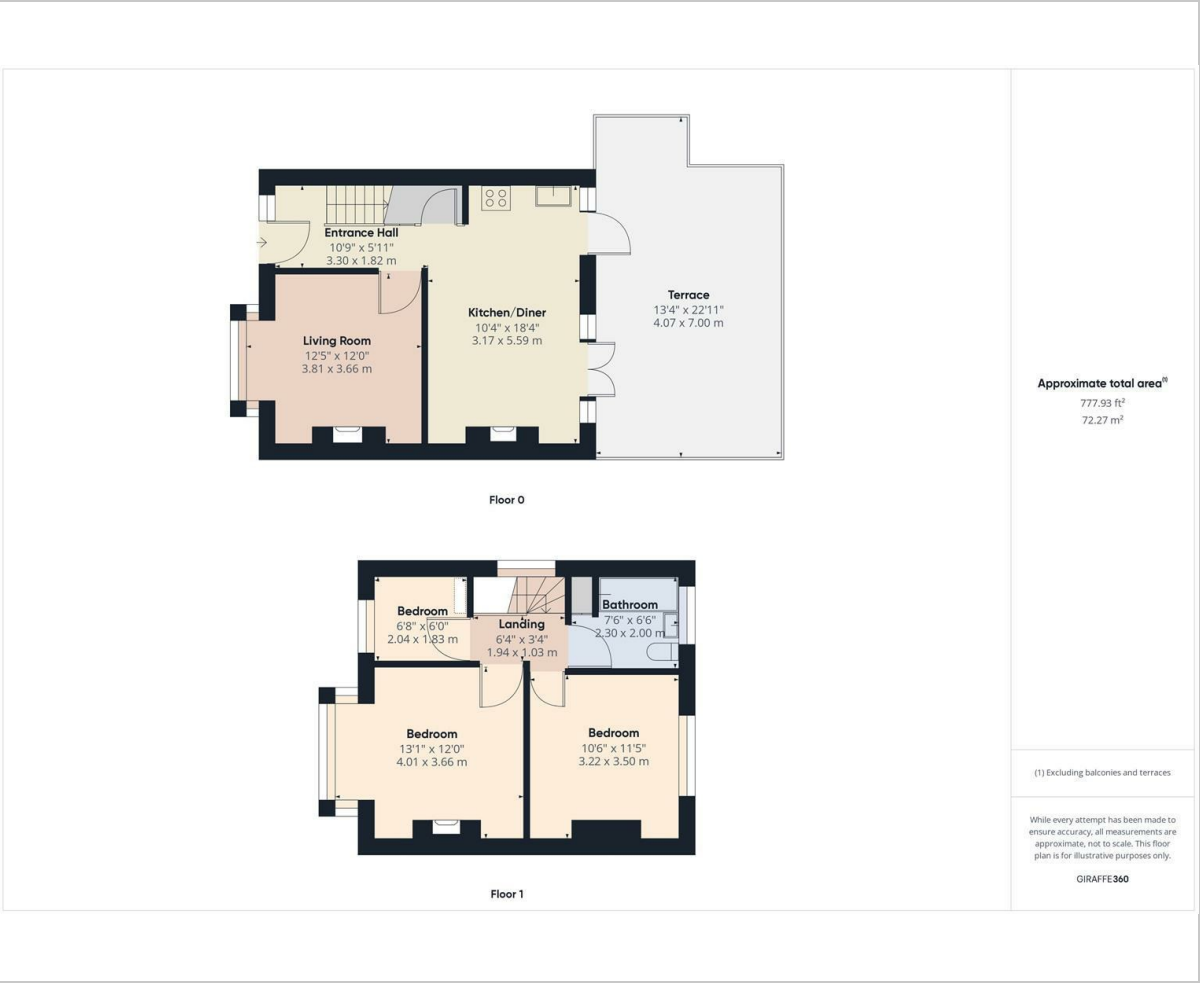 Entrance Hall
10'9" x 5'11"
3.30 x 1.82 m
Living Room
12'5" x 12'0"
3.81 x 3.66 m
Kitchen/Diner
10'4" x 18'4"
3.17 x 5.59 m
Terrace
13'4" x 22'11"
4.07 x 7.00 m
Floor 0
Bedroom
6'8" x 6'0"
2.04 x 1.83 m
Landing
6'4" x 3'4"
1.94 x 1.03 m
Bathroom
7'6" x 6'6"
2.30 x 2.00 m
Bedroom
13'1" x 12'0"
4.01 x 3.66 m
Bedroom
10'6" x 11'5"
3.22 x 3.50 m
Floor 1
Approximate total area(1)
777.93 ft²
72.27 m²
(1) Excluding balconies and terraces
While every attempt has been made to
ensure accuracy, all measurements are
approximate, not to scale. This floor
plan is for illustrative purposes only.
GIRAFFE360